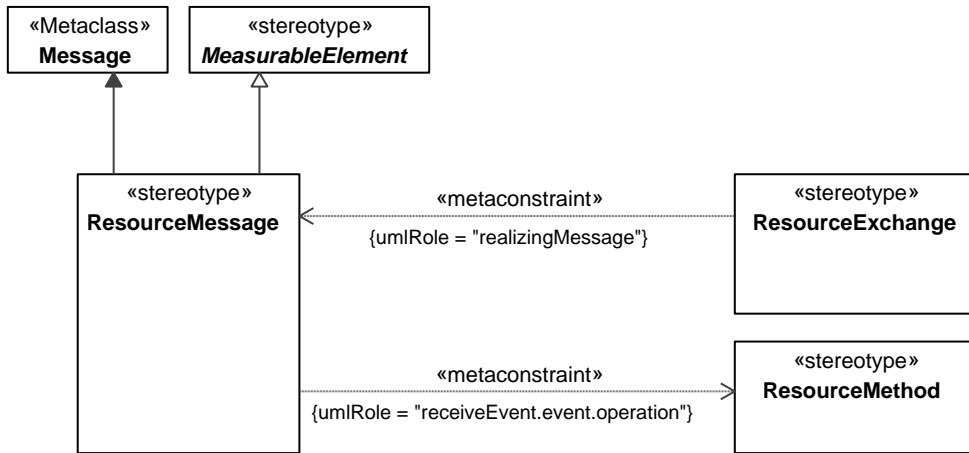 «Metaclass»
Message
«stereotype»
MeasurableElement
«stereotype»
ResourceMessage
«metaconstraint»
{umlRole = "realizingMessage"}
«stereotype»
ResourceExchange
«metaconstraint»
{umlRole = "receiveEvent.event.operation"}
«stereotype»
ResourceMethod